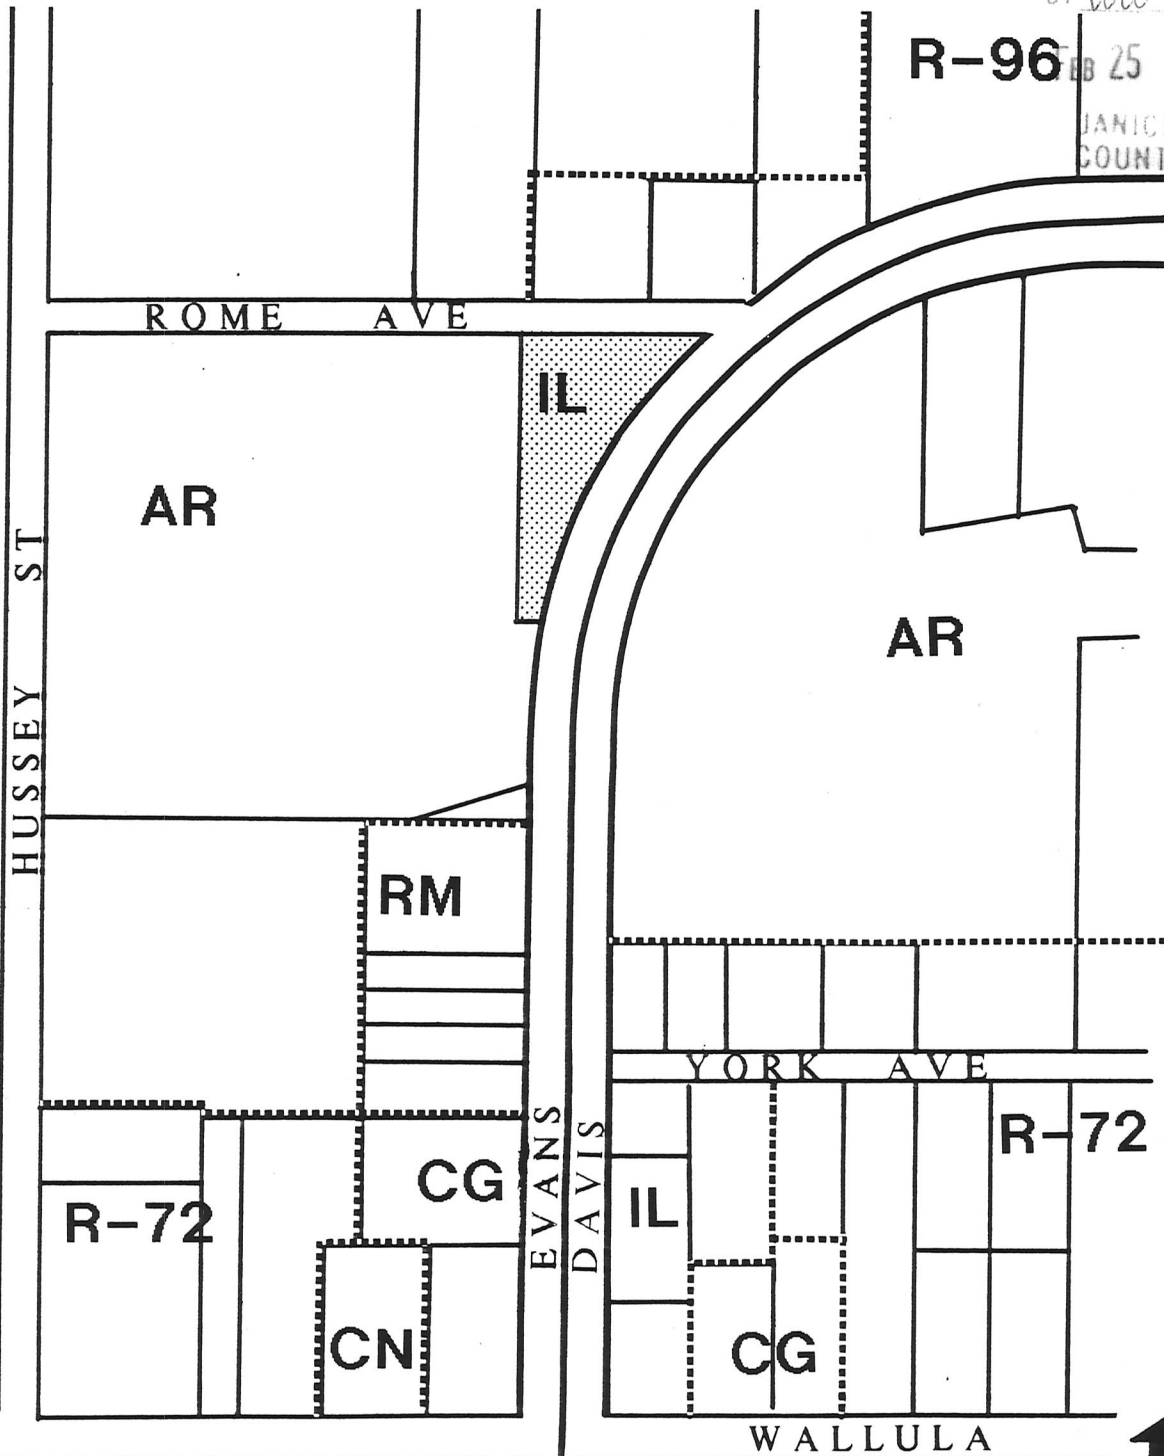 R-96
FEB 25
JANIC
COUNT
ROME AVE
IL
AR
HUSSEY ST
AR
RM
YORK AVE
R-72
EVANS
DAVIS
CG
IL
R-72
CN
CG
WALLULA